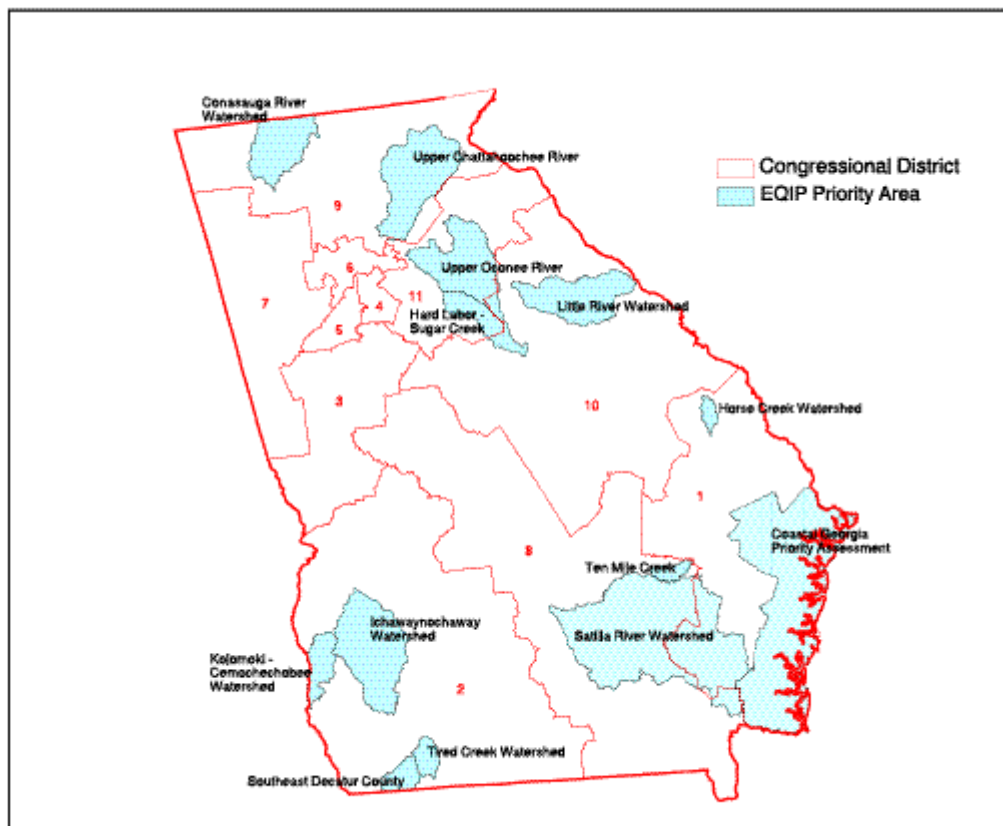 Conasauga River
Watershed
Upper Chattahoochee River
Congressional District
EQIP Priority Area
9
Upper Oconee River
6
7
11
4
Little River Watershed
Hard Labor -
Sugar Creek
5
3
10
Horse Creek Watershed
1
Coastal Georgia
Priority Assessment
8
Ten Mile Creek
Ichawaynochaway
Watershed
Satilla River Watershed
Kolomoki -
Cemochechobee
Watershed
2
Tired Creek Watershed
Southeast Decatur County